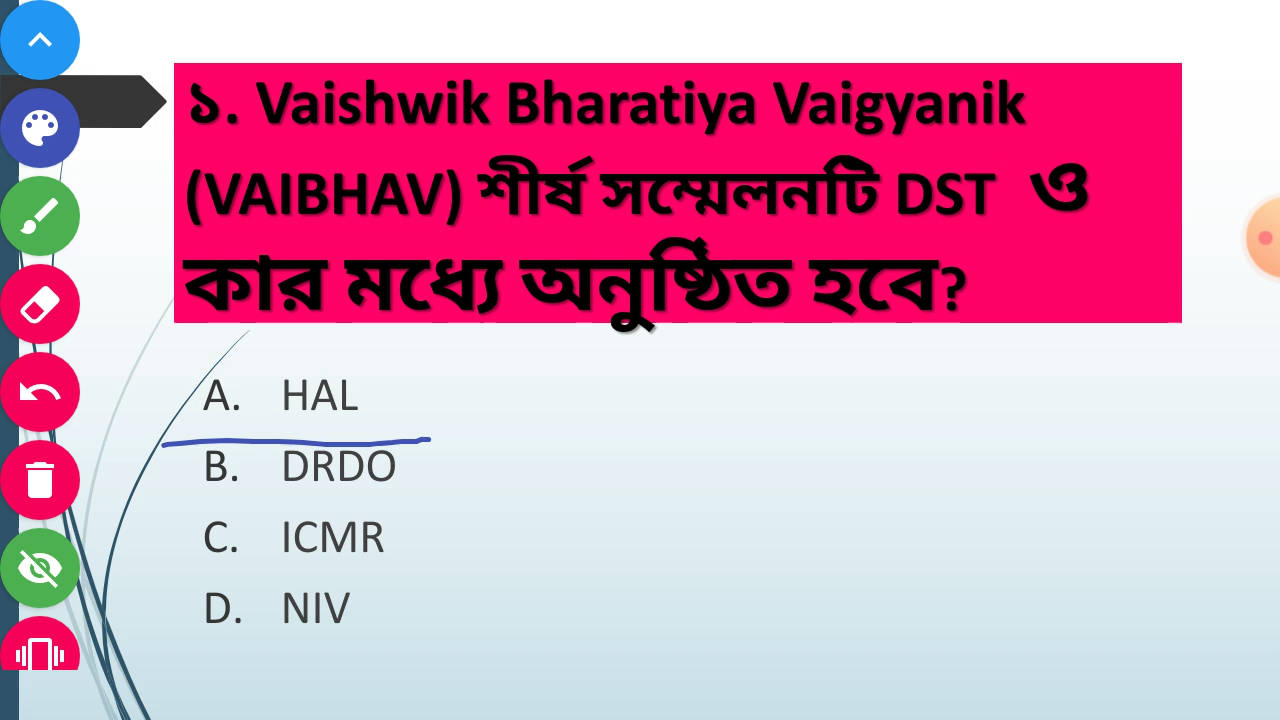 ১. Vaishwik Bharatiya Vaigyanik
(VAIBHAV) শীর্ষ সম্মেলনটি DST ও
কার মধ্যে অনুষ্ঠিত হবে?
A. HAL
B. DRDO
C. ICMR
D. NIV